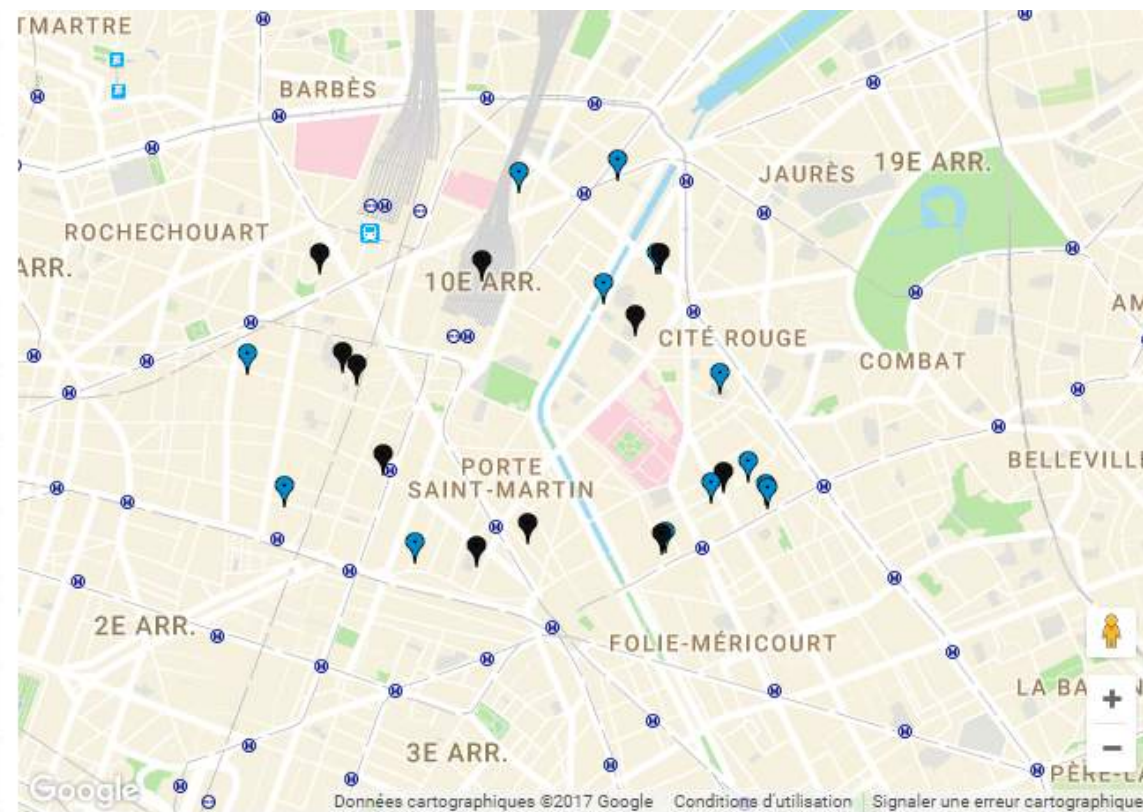 TMARTRE
BARBÈS
JAURÈS
19E ARR.
ROCHECHOUART
ARR.
10E ARR.
AM
CITÉ ROUGE
COMBAT
BELLEVILLE
PORTE
SAINT-MARTIN
2E ARR.
FOLIE-MÉRICOURT
LA BA
N
3E ARR.
PÈRE-LA
Google
Données cartographiques ©2017 Google Conditions d'utilisation Signaler une erreur cartographique